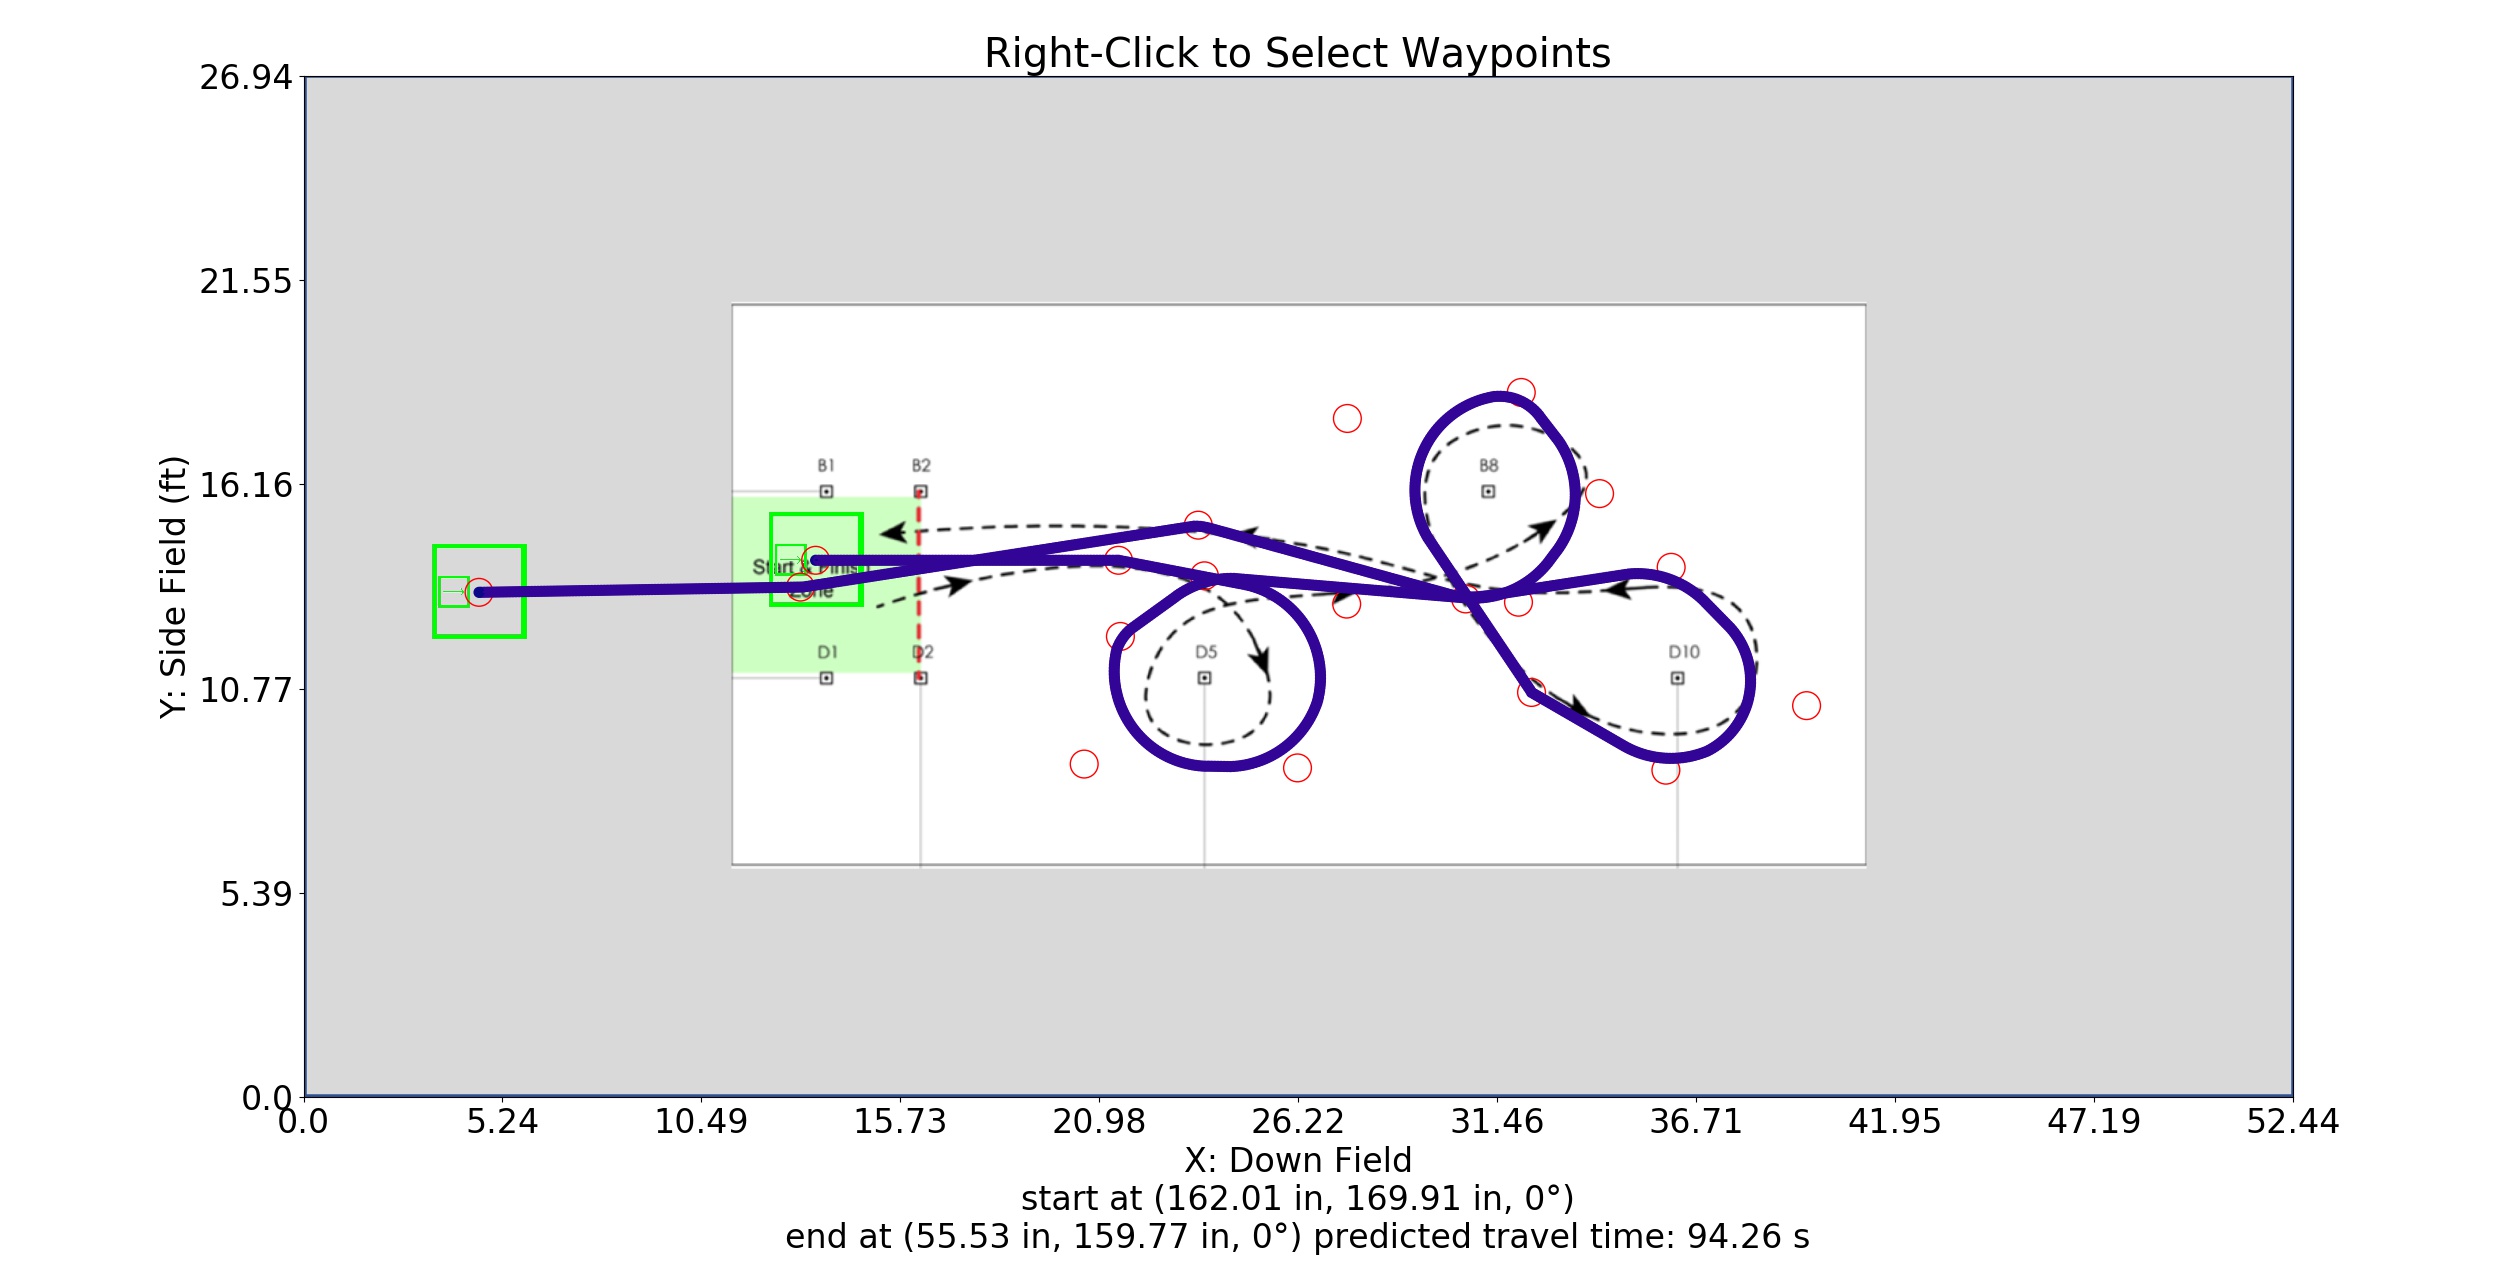 Right-Click to Select Waypoints
26.94
21.55
16.16
10.77
5.39
0.0
Y: Side Field (ft)
B1 B2 B8
Start & Finish
Zone
D1 D2 D5 D10
0.0 5.24 10.49 15.73 20.98 26.22 31.46 36.71 41.95 47.19 52.44
X: Down Field
start at (162.01 in, 169.91 in, 0°)
end at (55.53 in, 159.77 in, 0°) predicted travel time: 94.26 s